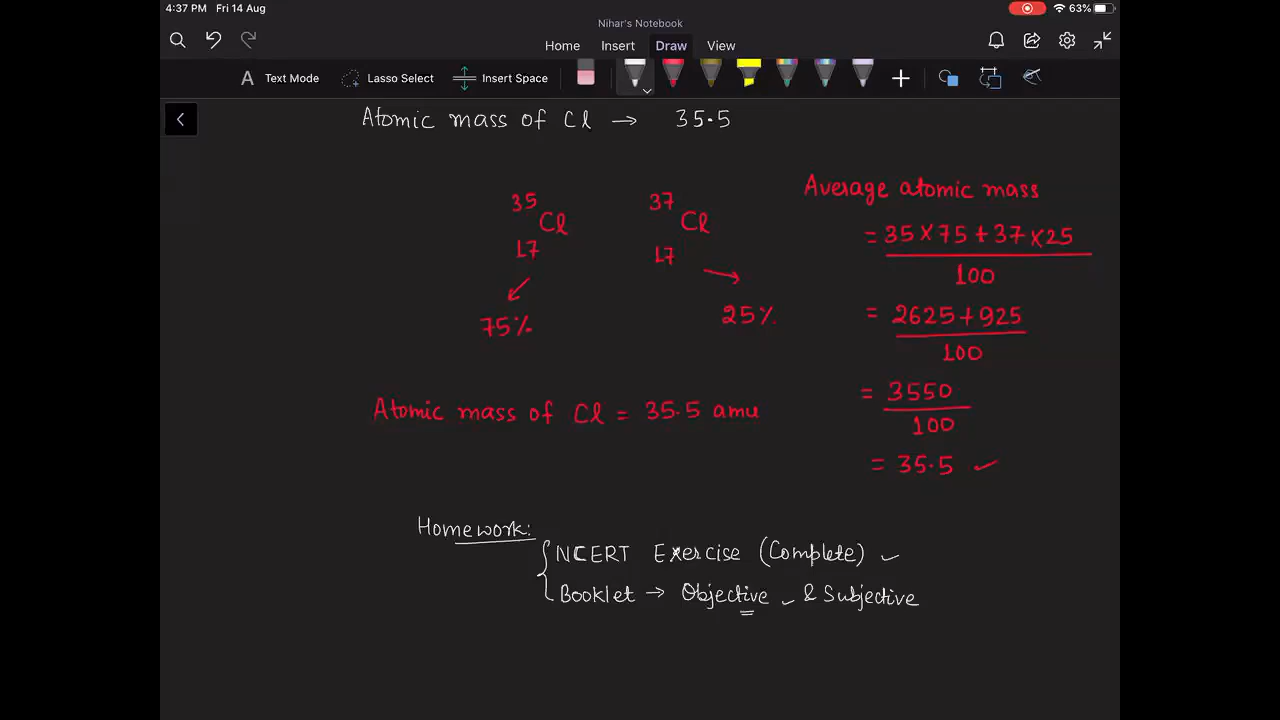 4:37 PM Fri 14 Aug
63%
Nihar's Notebook
Home Insert Draw View
Text Mode Lasso Select Insert Space
Atomic mass of Cl → 35.5
35 Cl 17
37 Cl 17
75%
25%
Average atomic mass
= 35 × 75 + 37 × 25
100
= 2625 + 925
100
= 3550
100
= 35.5 ✓
Atomic mass of Cl = 35.5 amu
Homework:
NCERT Exercise (Complete) ✓
Booklet → Objective ✓ & Subjective